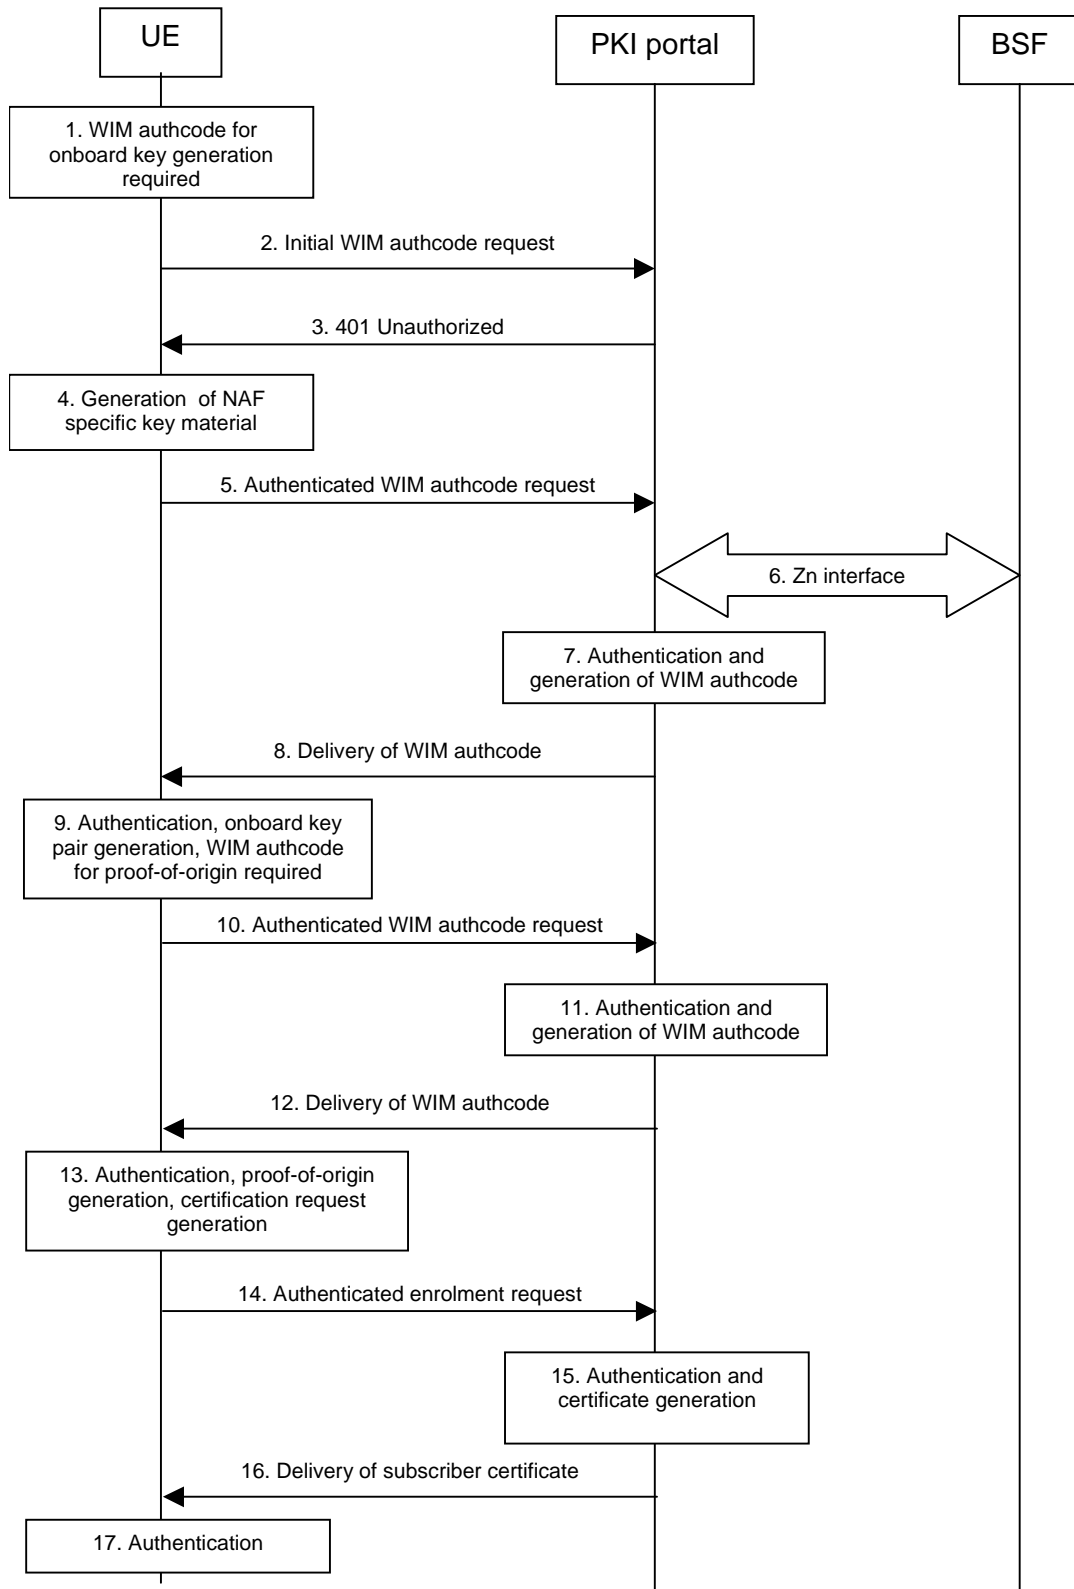 UE
PKI portal
BSF
1. WIM authcode for
onboard key generation
required
2. Initial WIM authcode request
3. 401 Unauthorized
4. Generation of NAF
specific key material
5. Authenticated WIM authcode request
6. Zn interface
7. Authentication and
generation of WIM authcode
8. Delivery of WIM authcode
9. Authentication, onboard key
pair generation, WIM authcode
for proof-of-origin required
10. Authenticated WIM authcode request
11. Authentication and
generation of WIM authcode
12. Delivery of WIM authcode
13. Authentication, proof-of-origin
generation, certification request
generation
14. Authenticated enrolment request
15. Authentication and
certificate generation
16. Delivery of subscriber certificate
17. Authentication